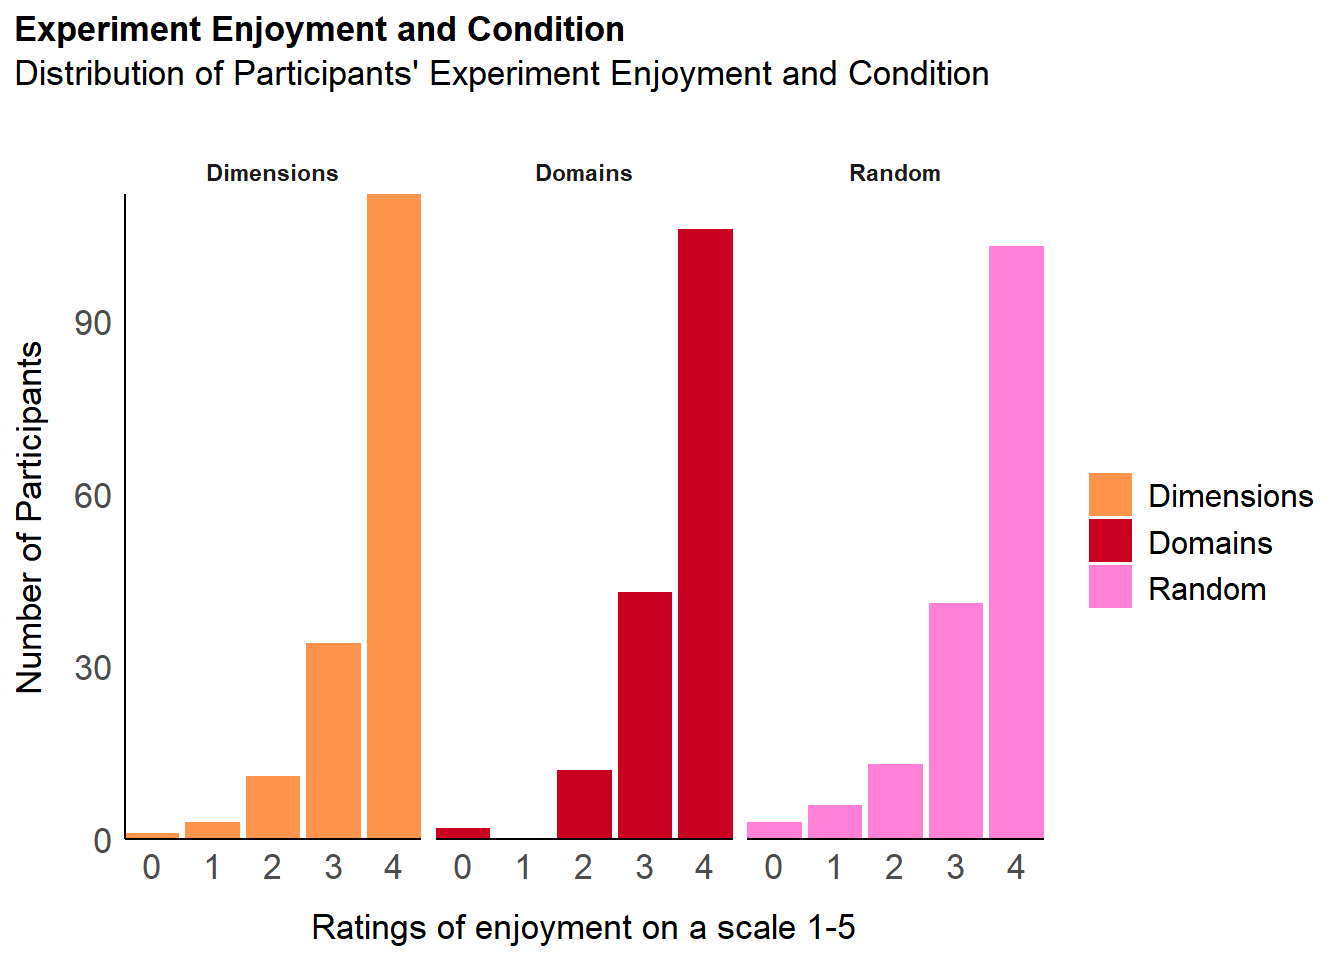 Experiment Enjoyment and Condition
Distribution of Participants' Experiment Enjoyment and Condition
Dimensions Domains Random
90
60
30
0
Number of Participants
0 1 2 3 4 0 1 2 3 4 0 1 2 3 4
Ratings of enjoyment on a scale 1-5
Dimensions
Domains
Random